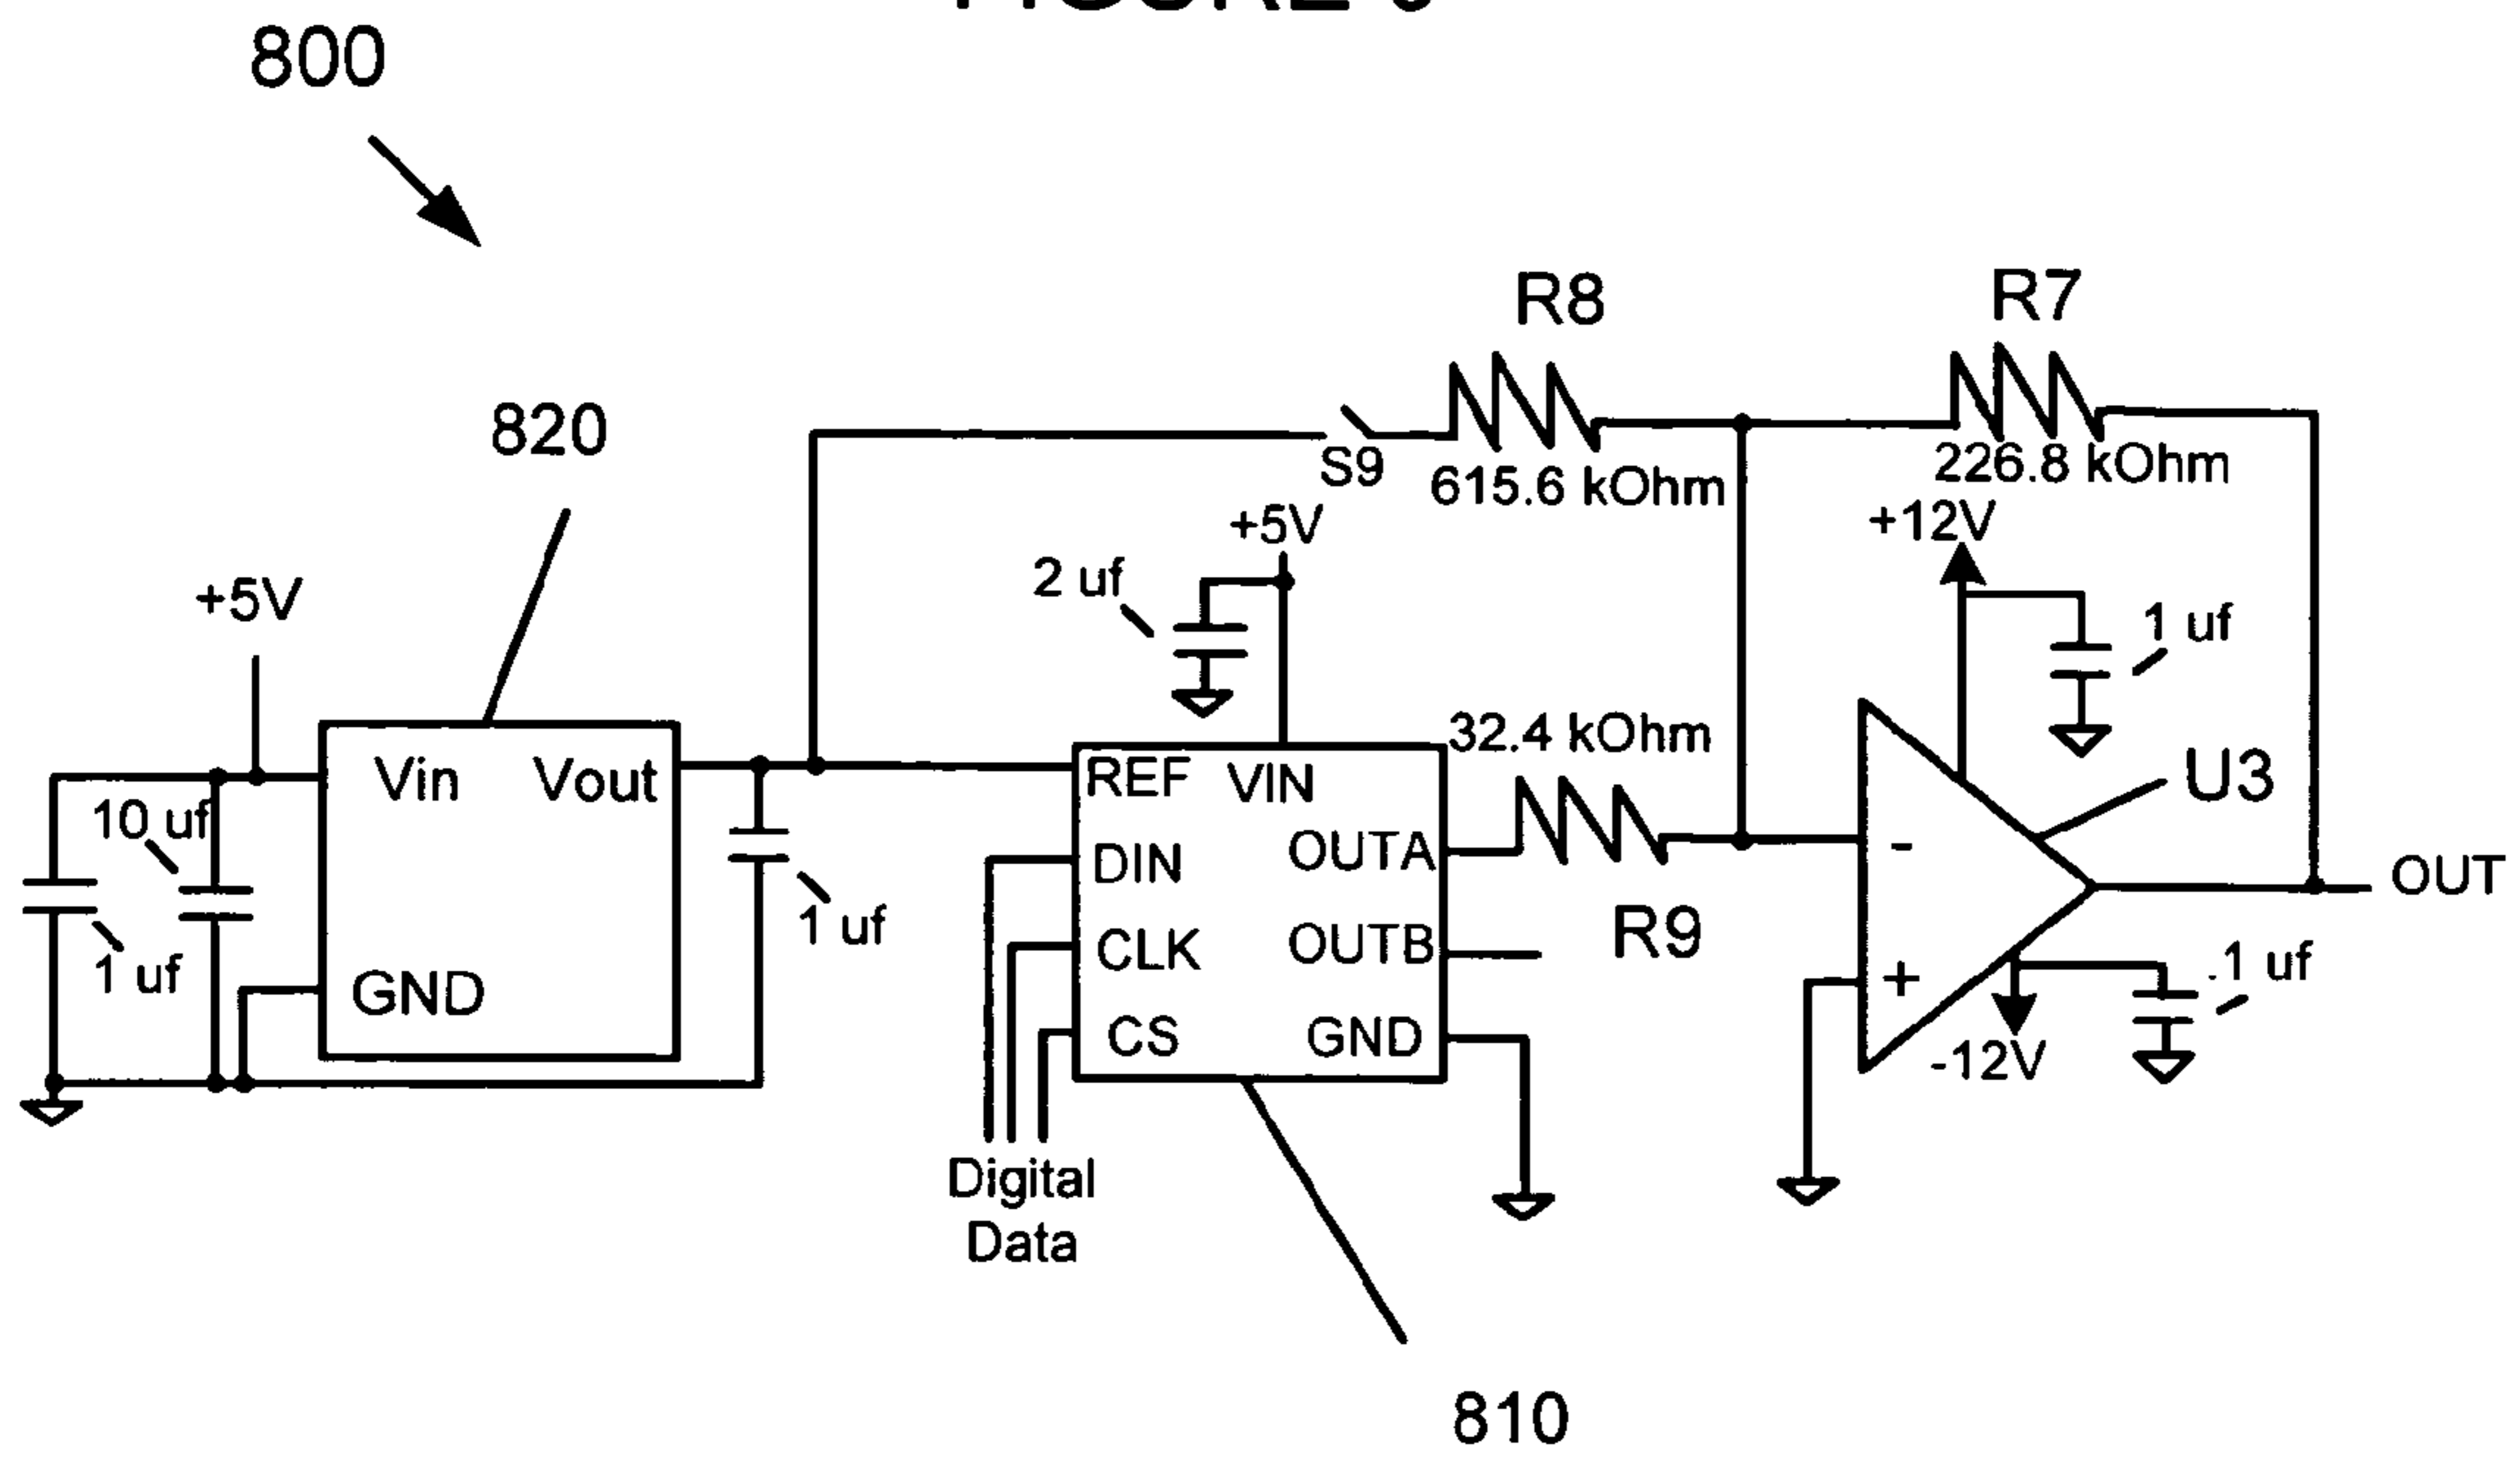 800
820
R8
R7
S9
615.6 kOhm
226.8 kOhm
+5V
+12V
2 uf
+5V
1 uf
32.4 kOhm
Vin
Vout
REF
VIN
U3
10 uf
DIN
OUTA
OUT
1 uf
R9
CLK
OUTB
1 uf
GND
.1 uf
CS
GND
-
+
-12V
Digital
Data
810